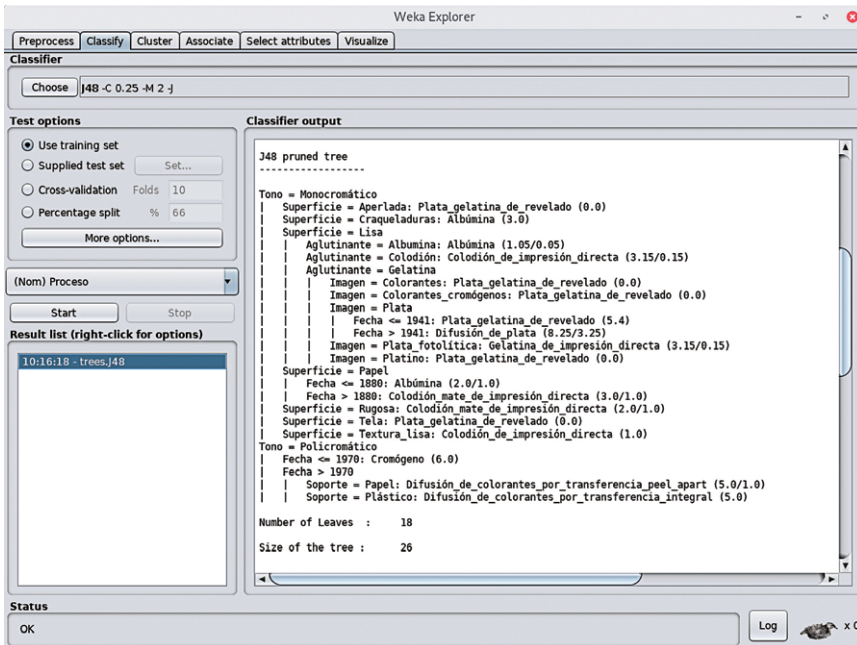 Weka Explorer
Preprocess Classify Cluster Associate Select attributes Visualize
Classifier
Choose J48 -C 0.25 -M 2 -J
Test options
Use training set
Supplied test set Set...
Cross-validation Folds 10
Percentage split % 66
More options...
(Nom) Proceso
Start Stop
Result list (right-click for options)
10:16:18 - trees.J48
Classifier output
J48 pruned tree
------------------
Tono = Monocromático
|   Superficie = Aperlada: Plata_gelatina_de_revelado (0.0)
|   Superficie = Craqueladuras: Albúmina (3.0)
|   Superficie = Lisa
|   |   Aglutinante = Albumina: Albúmina (1.05/0.05)
|   |   Aglutinante = Colodión: Colodión_de_impresión_directa (3.15/0.15)
|   |   Aglutinante = Gelatina
|   |   |   Imagen = Colorantes: Plata_gelatina_de_revelado (0.0)
|   |   |   Imagen = Colorantes_cromógenos: Plata_gelatina_de_revelado (0.0)
|   |   |   Imagen = Plata
|   |   |   |   Fecha <= 1941: Plata_gelatina_de_revelado (5.4)
|   |   |   |   Fecha > 1941: Difusión_de_plata (8.25/3.25)
|   |   |   Imagen = Plata_fotolítica: Gelatina_de_impresión_directa (3.15/0.15)
|   |   |   Imagen = Platino: Plata_gelatina_de_revelado (0.0)
|   Superficie = Papel
|   |   Fecha <= 1880: Albúmina (2.0/1.0)
|   |   Fecha > 1880: Colodión_mate_de_impresión_directa (3.0/1.0)
|   Superficie = Rugosa: Colodión_mate_de_impresión_directa (2.0/1.0)
|   Superficie = Tela: Plata_gelatina_de_revelado (0.0)
|   Superficie = Textura_lisa: Colodión_de_impresión_directa (1.0)
Tono = Policromático
|   Fecha <= 1970: Cromógeno (6.0)
|   Fecha > 1970
|   |   Soporte = Papel: Difusión_de_colorantes_por_transferencia_peel_apart (5.0/1.0)
|   |   Soporte = Plástico: Difusión_de_colorantes_por_transferencia_integral (5.0)
Number of Leaves  :     18
Size of the tree :     26
Status
OK
Log x 0